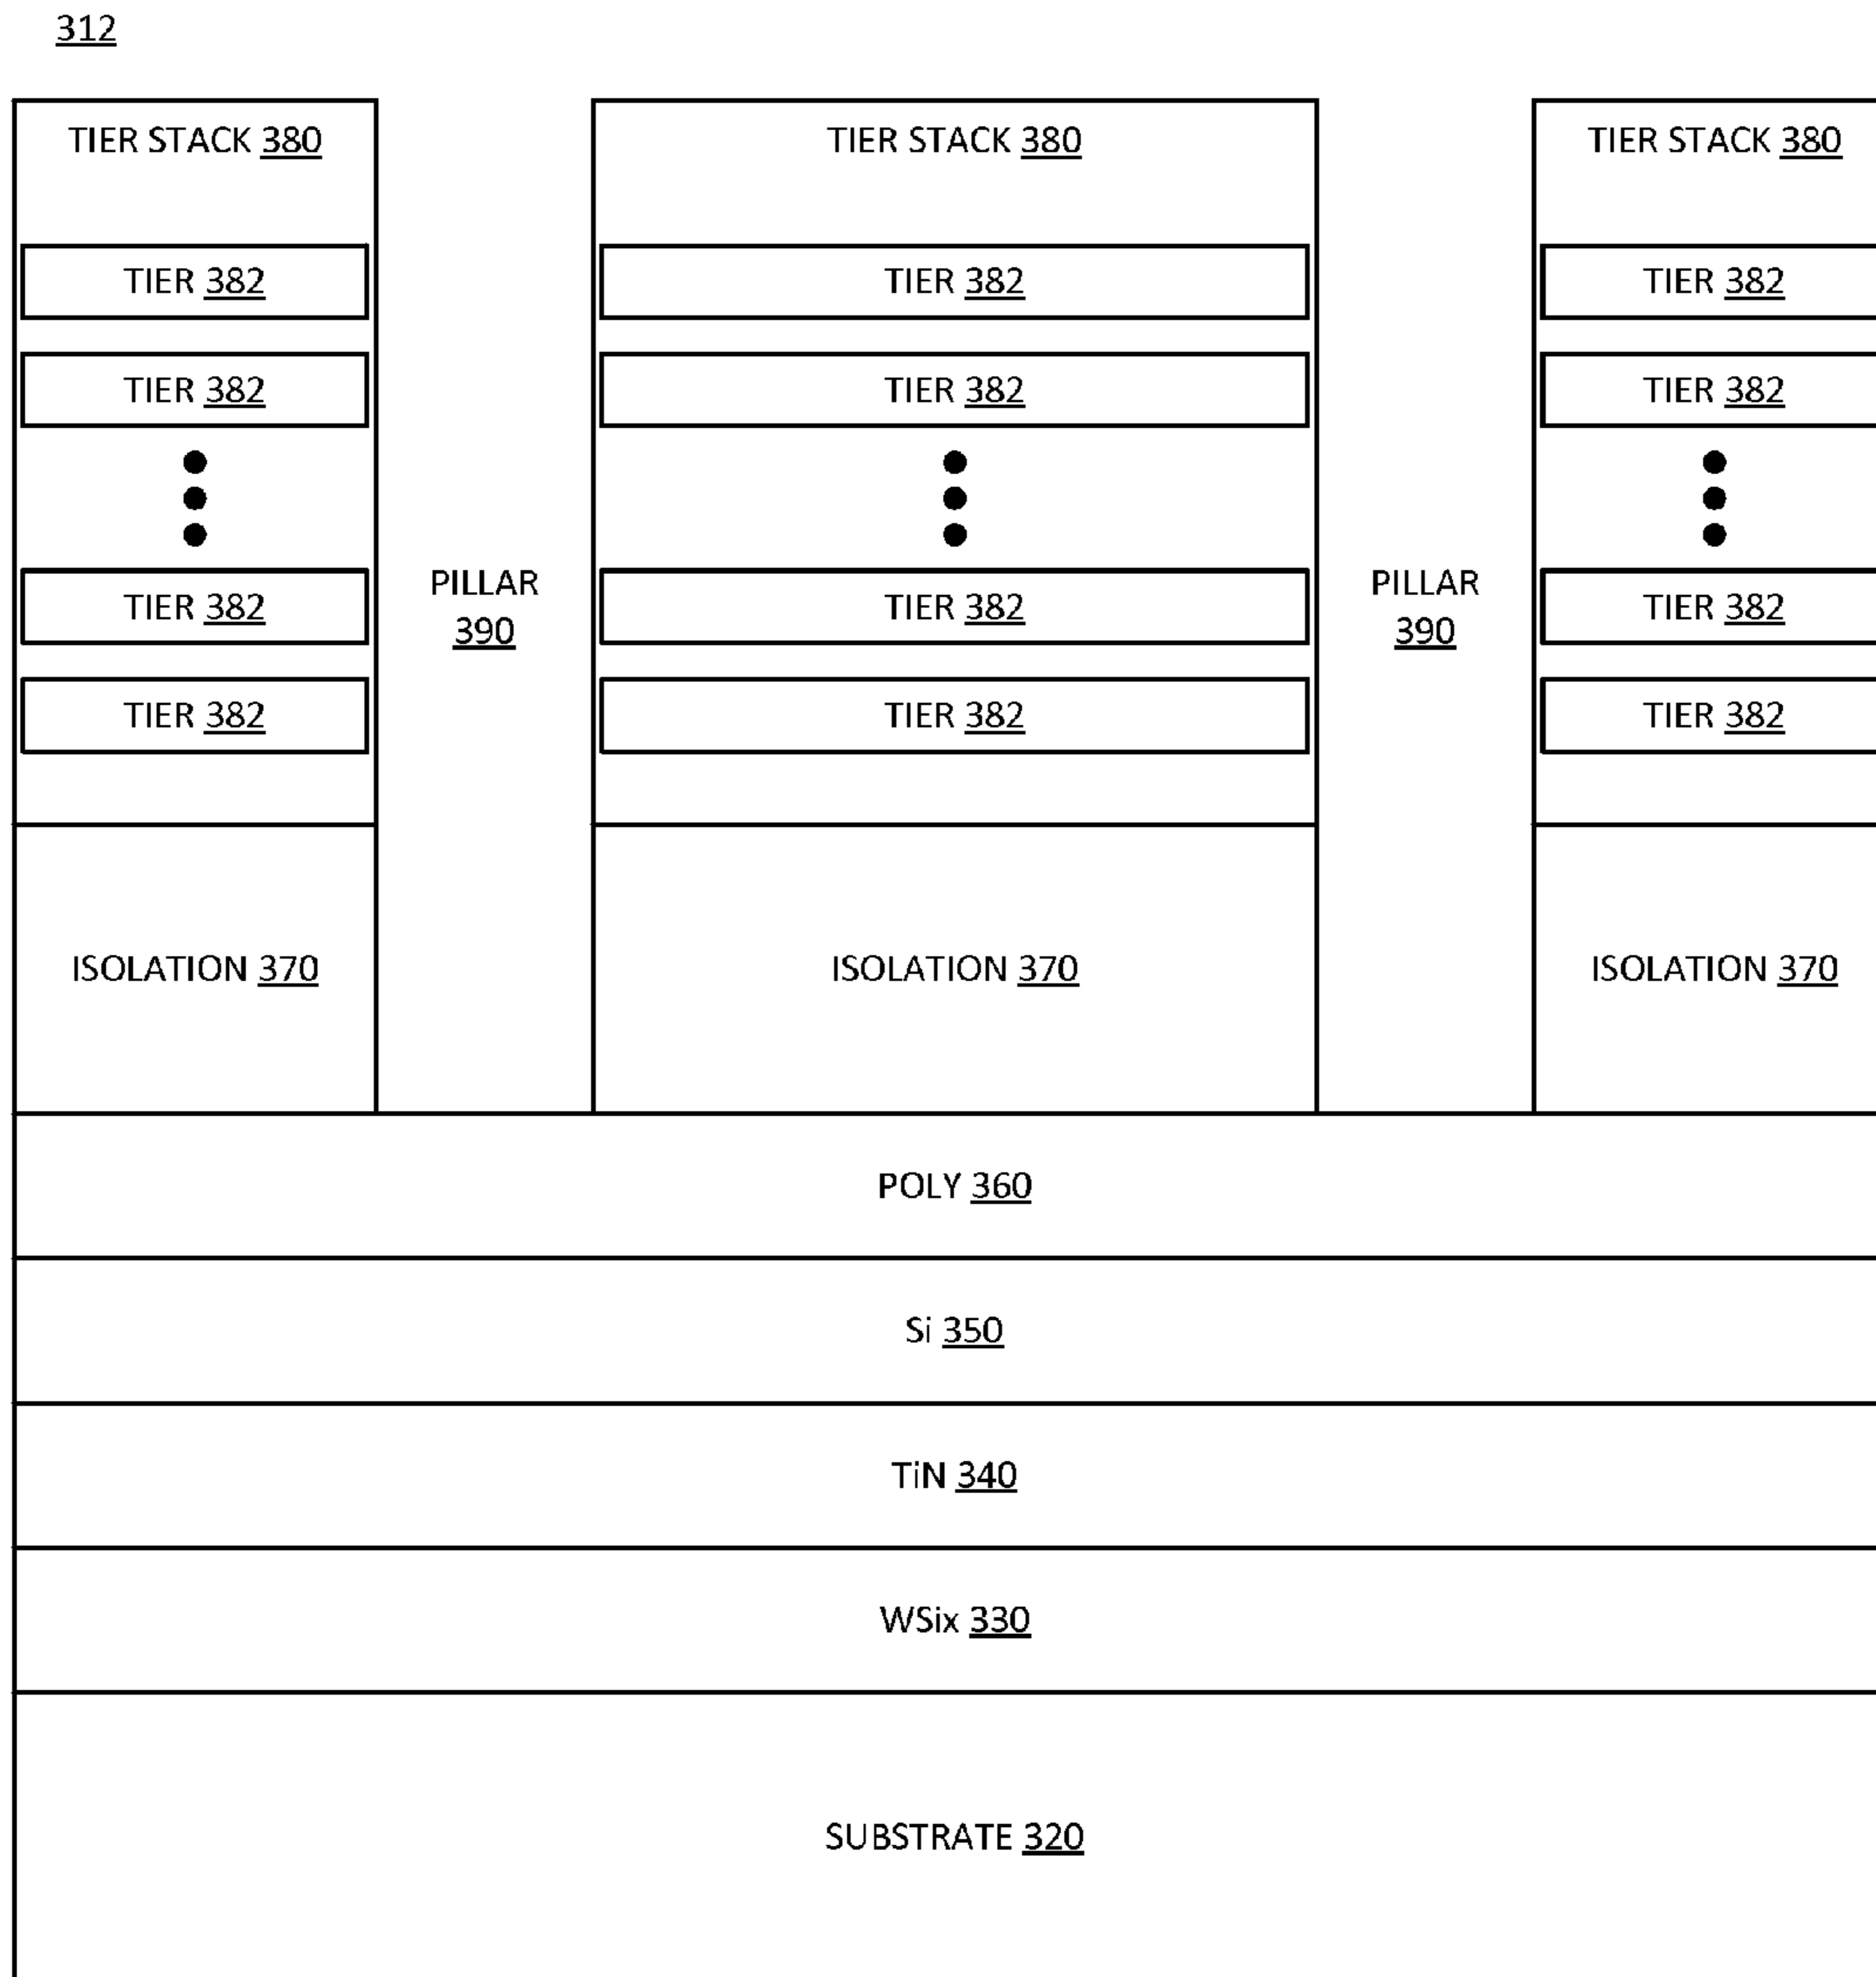 312
TIER STACK 380 TIER STACK 380 TIER STACK 380
TIER 382 TIER 382 TIER 382
TIER 382 TIER 382 TIER 382
PILLAR PILLAR
TIER 382 TIER 382 TIER 382
390 390
TIER 382 TIER 382 TIER 382
ISOLATION 370 ISOLATION 370 ISOLATION 370
POLY 360
Si 350
TiN 340
WSix 330
SUBSTRATE 320